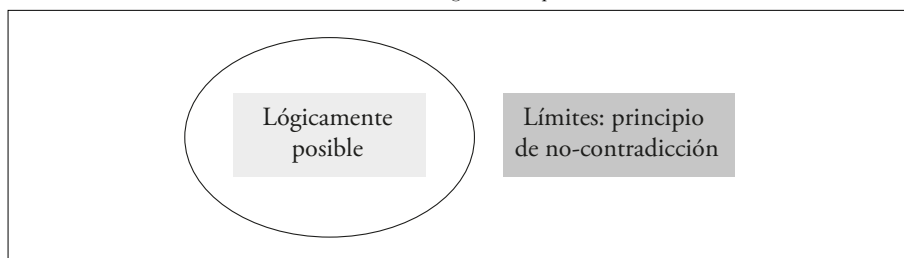 Lógicamente
posible
Límites: principio
de no-contradicción